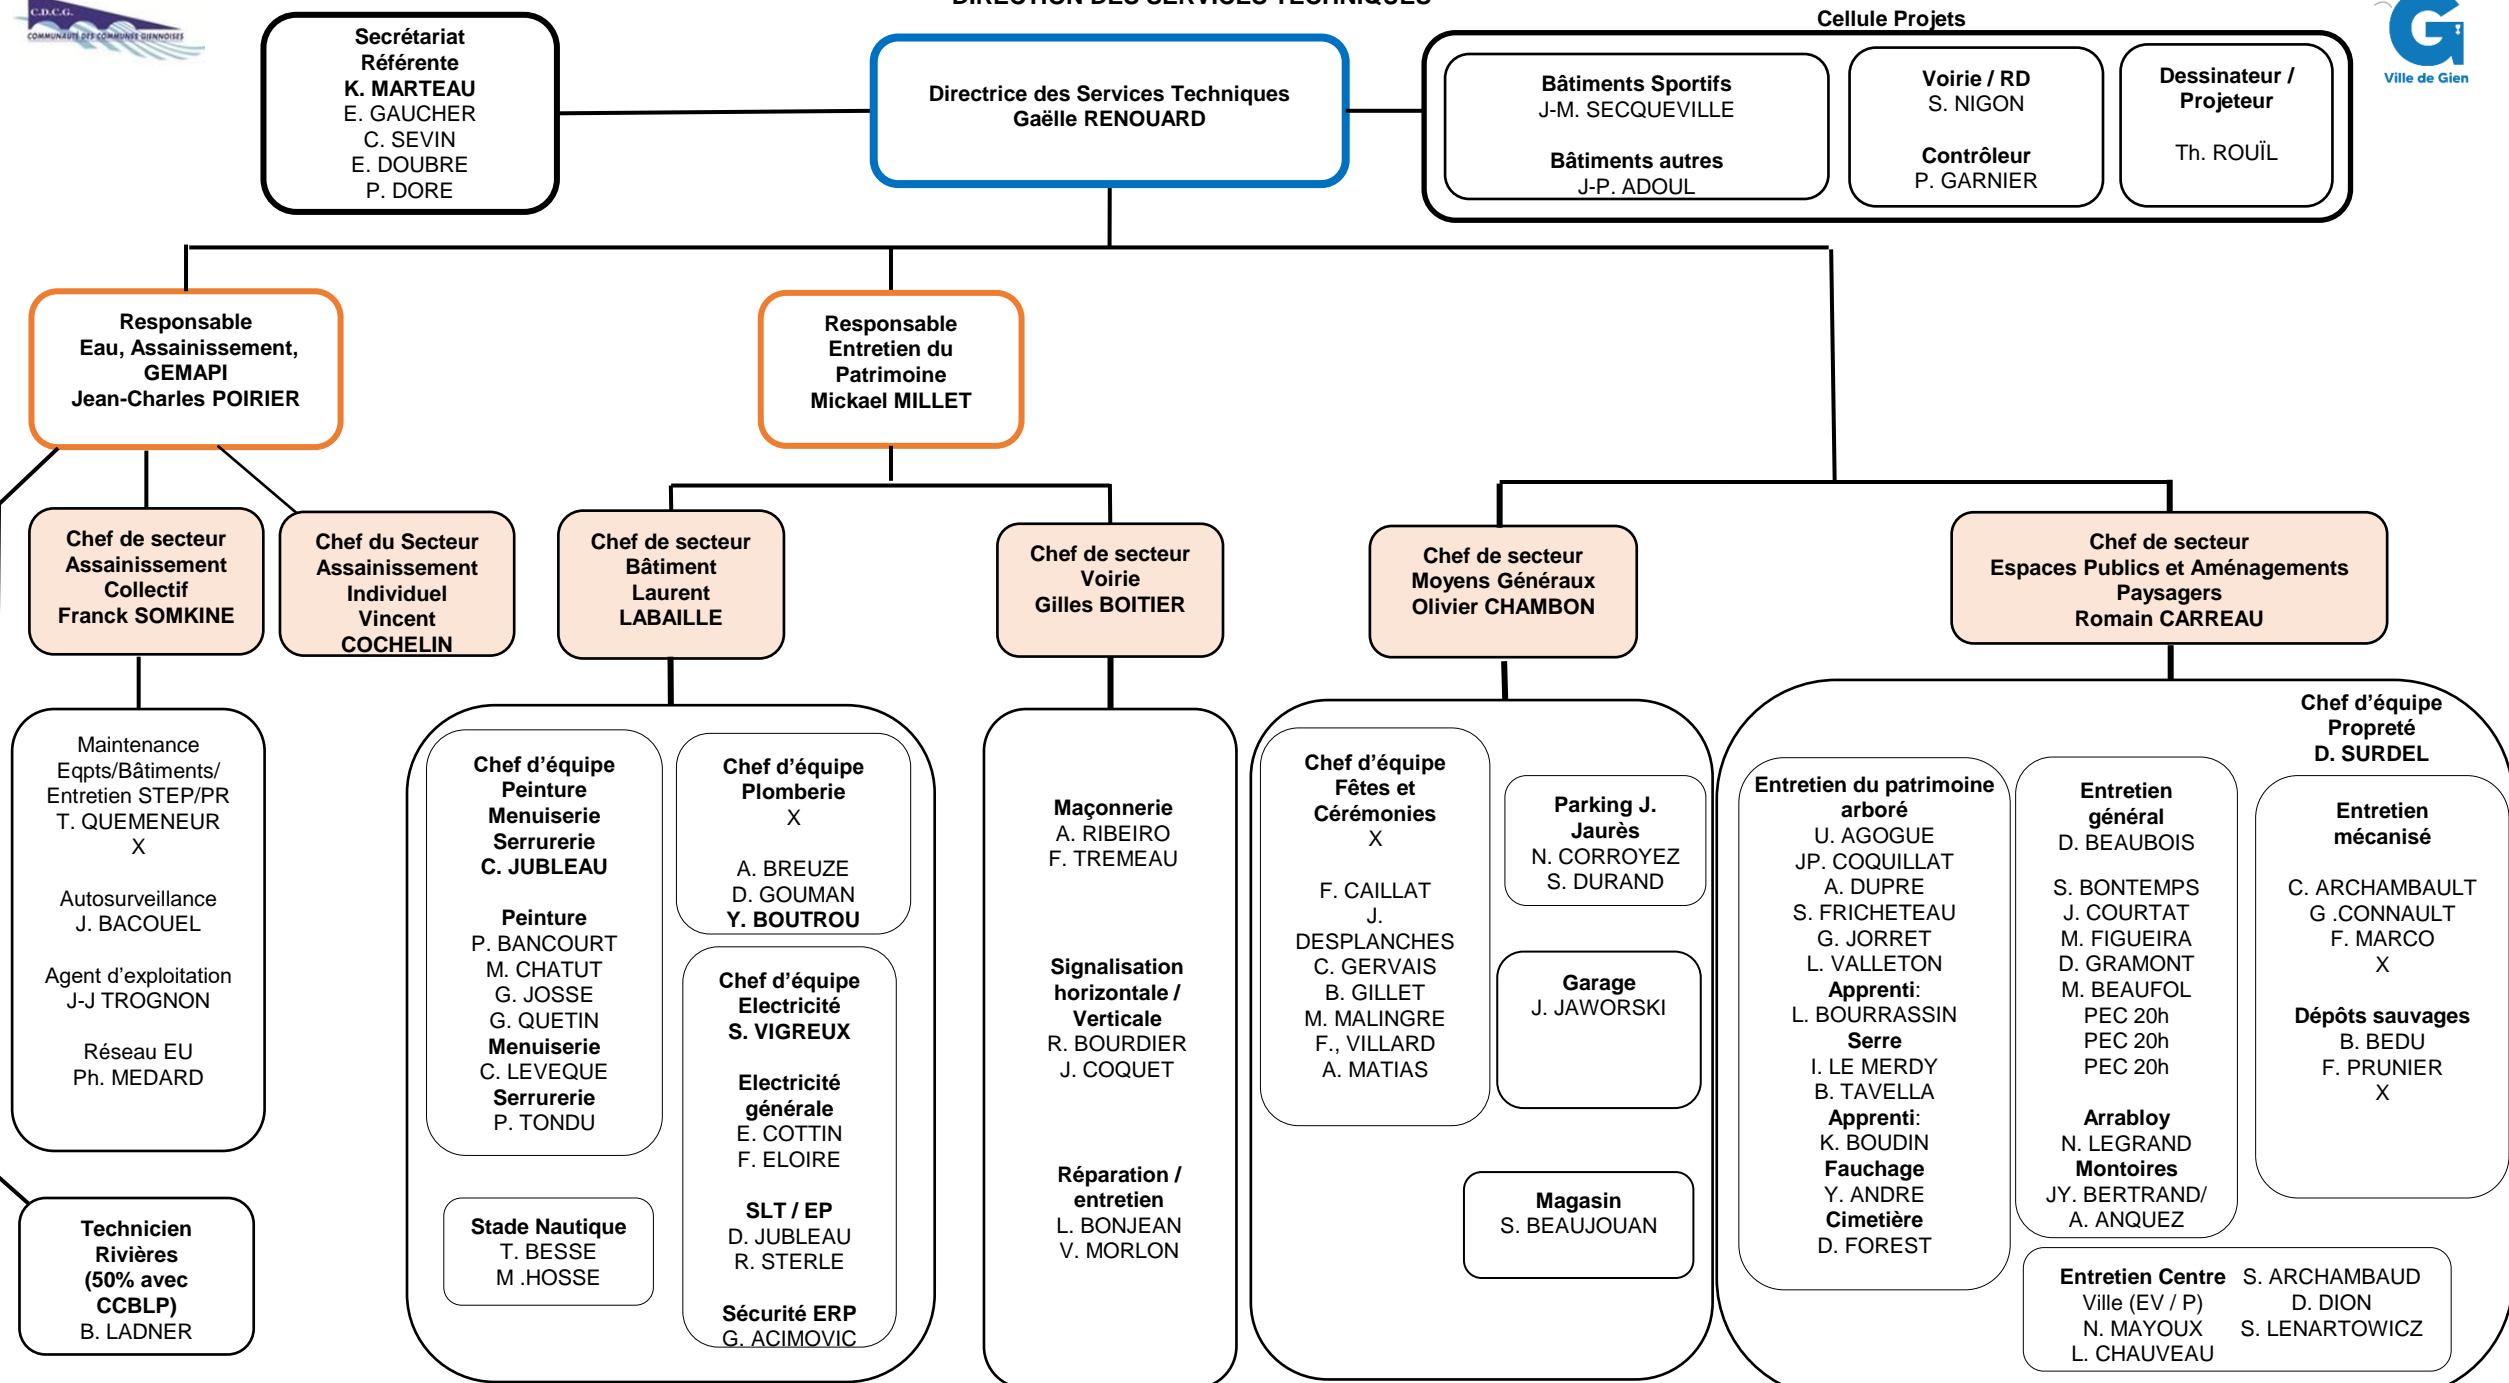 DIRECTION DES SERVICES TECHNIQUES
C.D.C.G.
COMMUNAUTÉ DES COMMUNES GIENNOISES
Secrétariat
Référente
K. MARTEAU
E. GAUCHER
C. SEVIN
E. DOUBRE
P. DORE
Directrice des Services Techniques
Gaëlle RENOUARD
Cellule Projets
Bâtiments Sportifs
J-M. SECQUEVILLE
Bâtiments autres
J-P. ADOUL
Voirie / RD
S. NIGON
Contrôleur
P. GARNIER
Dessinateur /
Projeteur
Th. ROUÏL
G
Ville de Gien
Responsable
Eau, Assainissement,
GEMAPI
Jean-Charles POIRIER
Responsable
Entretien du
Patrimoine
Mickael MILLET
Chef de secteur
Assainissement
Collectif
Franck SOMKINE
Chef du Secteur
Assainissement
Individuel
Vincent
COCHELIN
Chef de secteur
Bâtiment
Laurent
LABAILLE
Chef de secteur
Voirie
Gilles BOITIER
Chef de secteur
Moyens Généraux
Olivier CHAMBON
Chef de secteur
Espaces Publics et Aménagements
Paysagers
Romain CARREAU
Maintenance
Eqpts/Bâtiments/
Entretien STEP/PR
T. QUEMENEUR
X
Autosurveillance
J. BACOUEL
Agent d’exploitation
J-J TROGNON
Réseau EU
Ph. MEDARD
Technicien
Rivières
(50% avec
CCBLP)
B. LADNER
Chef d’équipe
Peinture
Menuiserie
Serrurerie
C. JUBLEAU
Peinture
P. BANCOURT
M. CHATUT
G. JOSSE
G. QUETIN
Menuiserie
C. LEVEQUE
Serrurerie
P. TONDU
Stade Nautique
T. BESSE
M .HOSSE
Chef d’équipe
Plomberie
X
A. BREUZE
D. GOUMAN
Y. BOUTROU
Chef d’équipe
Electricité
S. VIGREUX
Electricité
générale
E. COTTIN
F. ELOIRE
SLT / EP
D. JUBLEAU
R. STERLE
Sécurité ERP
G. ACIMOVIC
Maçonnerie
A. RIBEIRO
F. TREMEAU
Signalisation
horizontale /
Verticale
R. BOURDIER
J. COQUET
Réparation /
entretien
L. BONJEAN
V. MORLON
Chef d’équipe
Fêtes et
Cérémonies
X
F. CAILLAT
J.
DESPLANCHES
C. GERVAIS
B. GILLET
M. MALINGRE
F., VILLARD
A. MATIAS
Parking J.
Jaurès
N. CORROYEZ
S. DURAND
Garage
J. JAWORSKI
Magasin
S. BEAUJOUAN
Chef d’équipe
Propreté
D. SURDEL
Entretien du patrimoine
arboré
U. AGOGUE
JP. COQUILLAT
A. DUPRE
S. FRICHETEAU
G. JORRET
L. VALLETON
Apprenti:
L. BOURRASSIN
Serre
I. LE MERDY
B. TAVELLA
Apprenti:
K. BOUDIN
Fauchage
Y. ANDRE
Cimetière
D. FOREST
Entretien
général
D. BEAUBOIS
S. BONTEMPS
J. COURTAT
M. FIGUEIRA
D. GRAMONT
M. BEAUFOL
PEC 20h
PEC 20h
PEC 20h
Arrabloy
N. LEGRAND
Montoires
JY. BERTRAND/
A. ANQUEZ
Entretien
mécanisé
C. ARCHAMBAULT
G .CONNAULT
F. MARCO
X
Dépôts sauvages
B. BEDU
F. PRUNIER
X
Entretien Centre
Ville (EV / P)
N. MAYOUX
L. CHAUVEAU
S. ARCHAMBAUD
D. DION
S. LENARTOWICZ